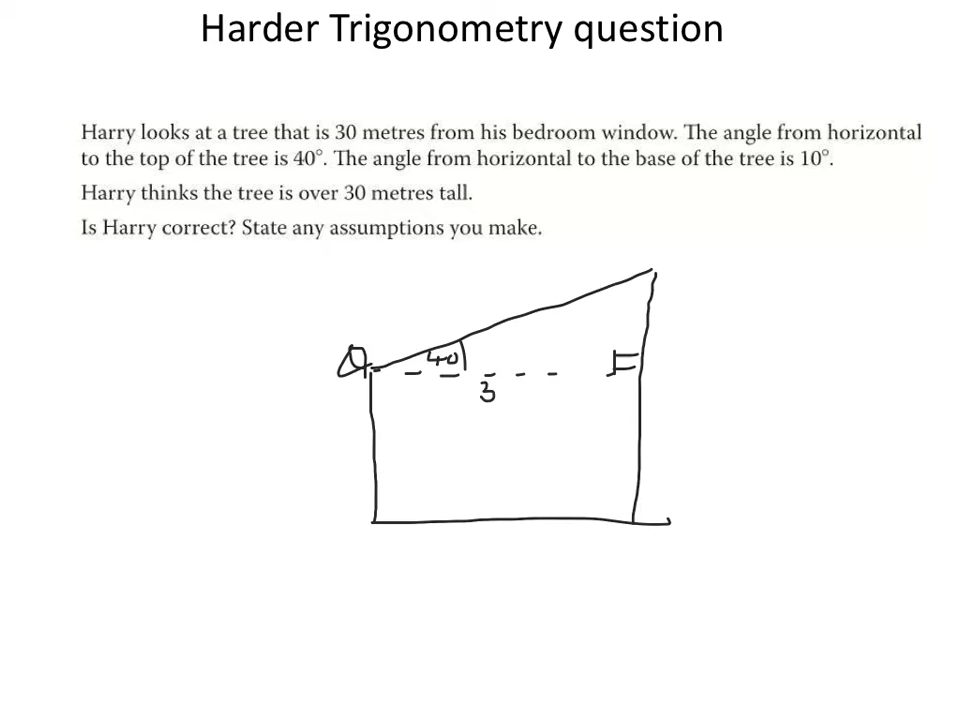 Harder Trigonometry question
Harry looks at a tree that is 30 metres from his bedroom window. The angle from horizontal
to the top of the tree is 40°. The angle from horizontal to the base of the tree is 10°.
Harry thinks the tree is over 30 metres tall.
Is Harry correct? State any assumptions you make.
40
3